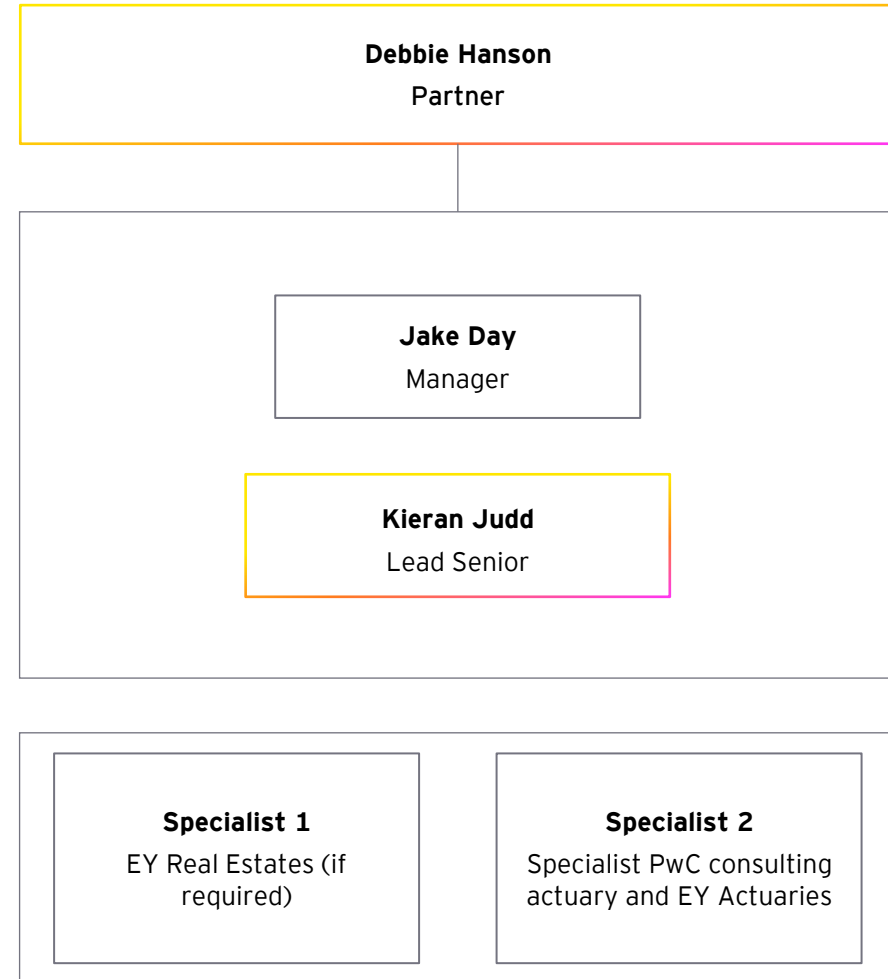 Debbie Hanson
Partner
Jake Day
Manager
Kieran Judd
Lead Senior
Specialist 1
EY Real Estates (if
required)
Specialist 2
Specialist PwC consulting
actuary and EY Actuaries